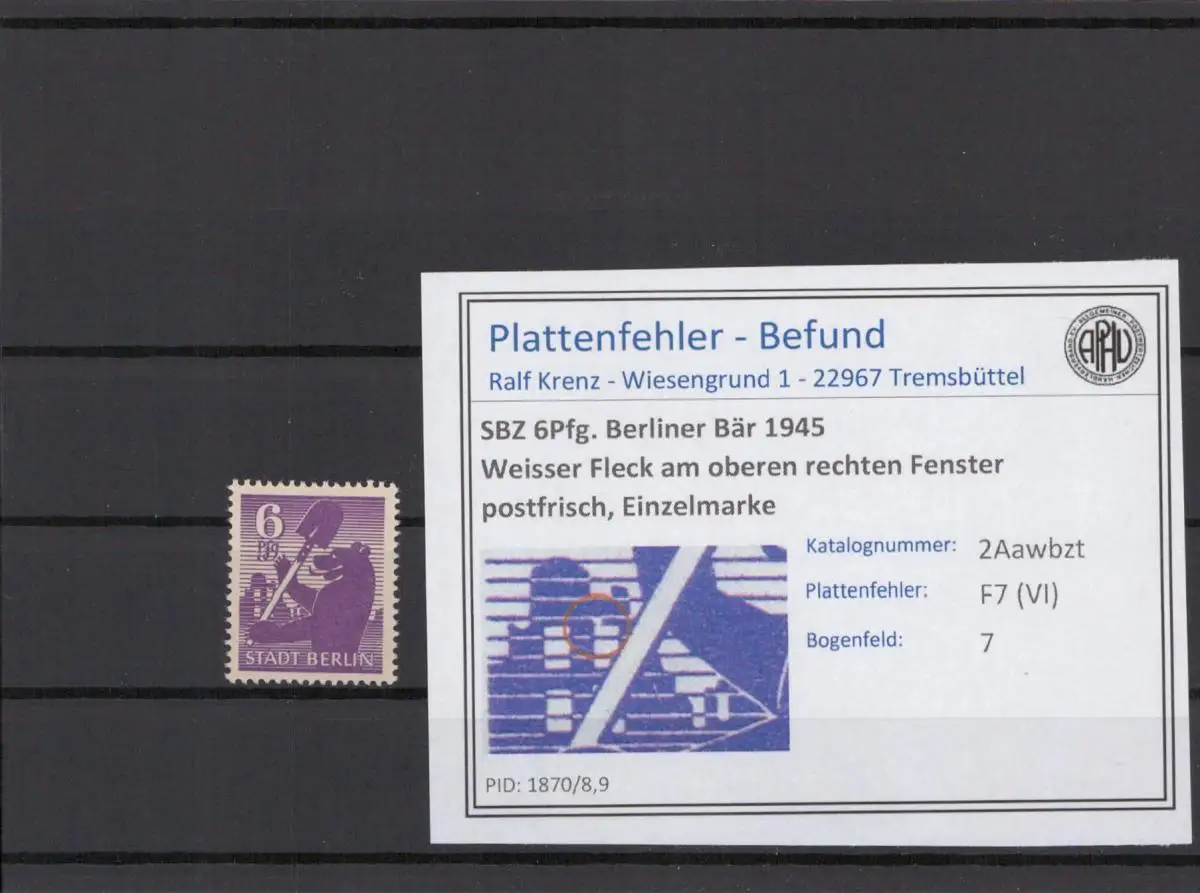 6
Pfg
STADT BERLIN
Plattenfehler - Befund
Ralf Krenz - Wiesengrund 1 - 22967 Tremsbüttel
APHV
SBZ 6Pfg. Berliner Bär 1945
Weisser Fleck am oberen rechten Fenster
postfrisch, Einzelmarke
Katalognummer: 2Aawbzt
Plattenfehler: F7 (VI)
Bogenfeld: 7
PID: 1870/8,9